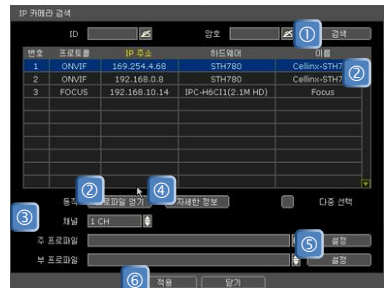 IP 카메라 검색
ID 암호 ① 검색
번호 프로토콜 IP 주소 하드웨어 이름
1 ONVIF 169.254.4.68 STH780 Cellinx-STH7 ②
2 ONVIF 192.168.0.8 STH780 Cellinx-STH7
3 FOCUS 192.168.10.14 IPC-H6CI1(2.1M HD) Focus
동작 ② 얻기 ④ 자세한 정보 다중 선택
③ 채널 1 CH
주 프로파일 ⑤ 설정
부 프로파일 설정
⑥ 적용 닫기